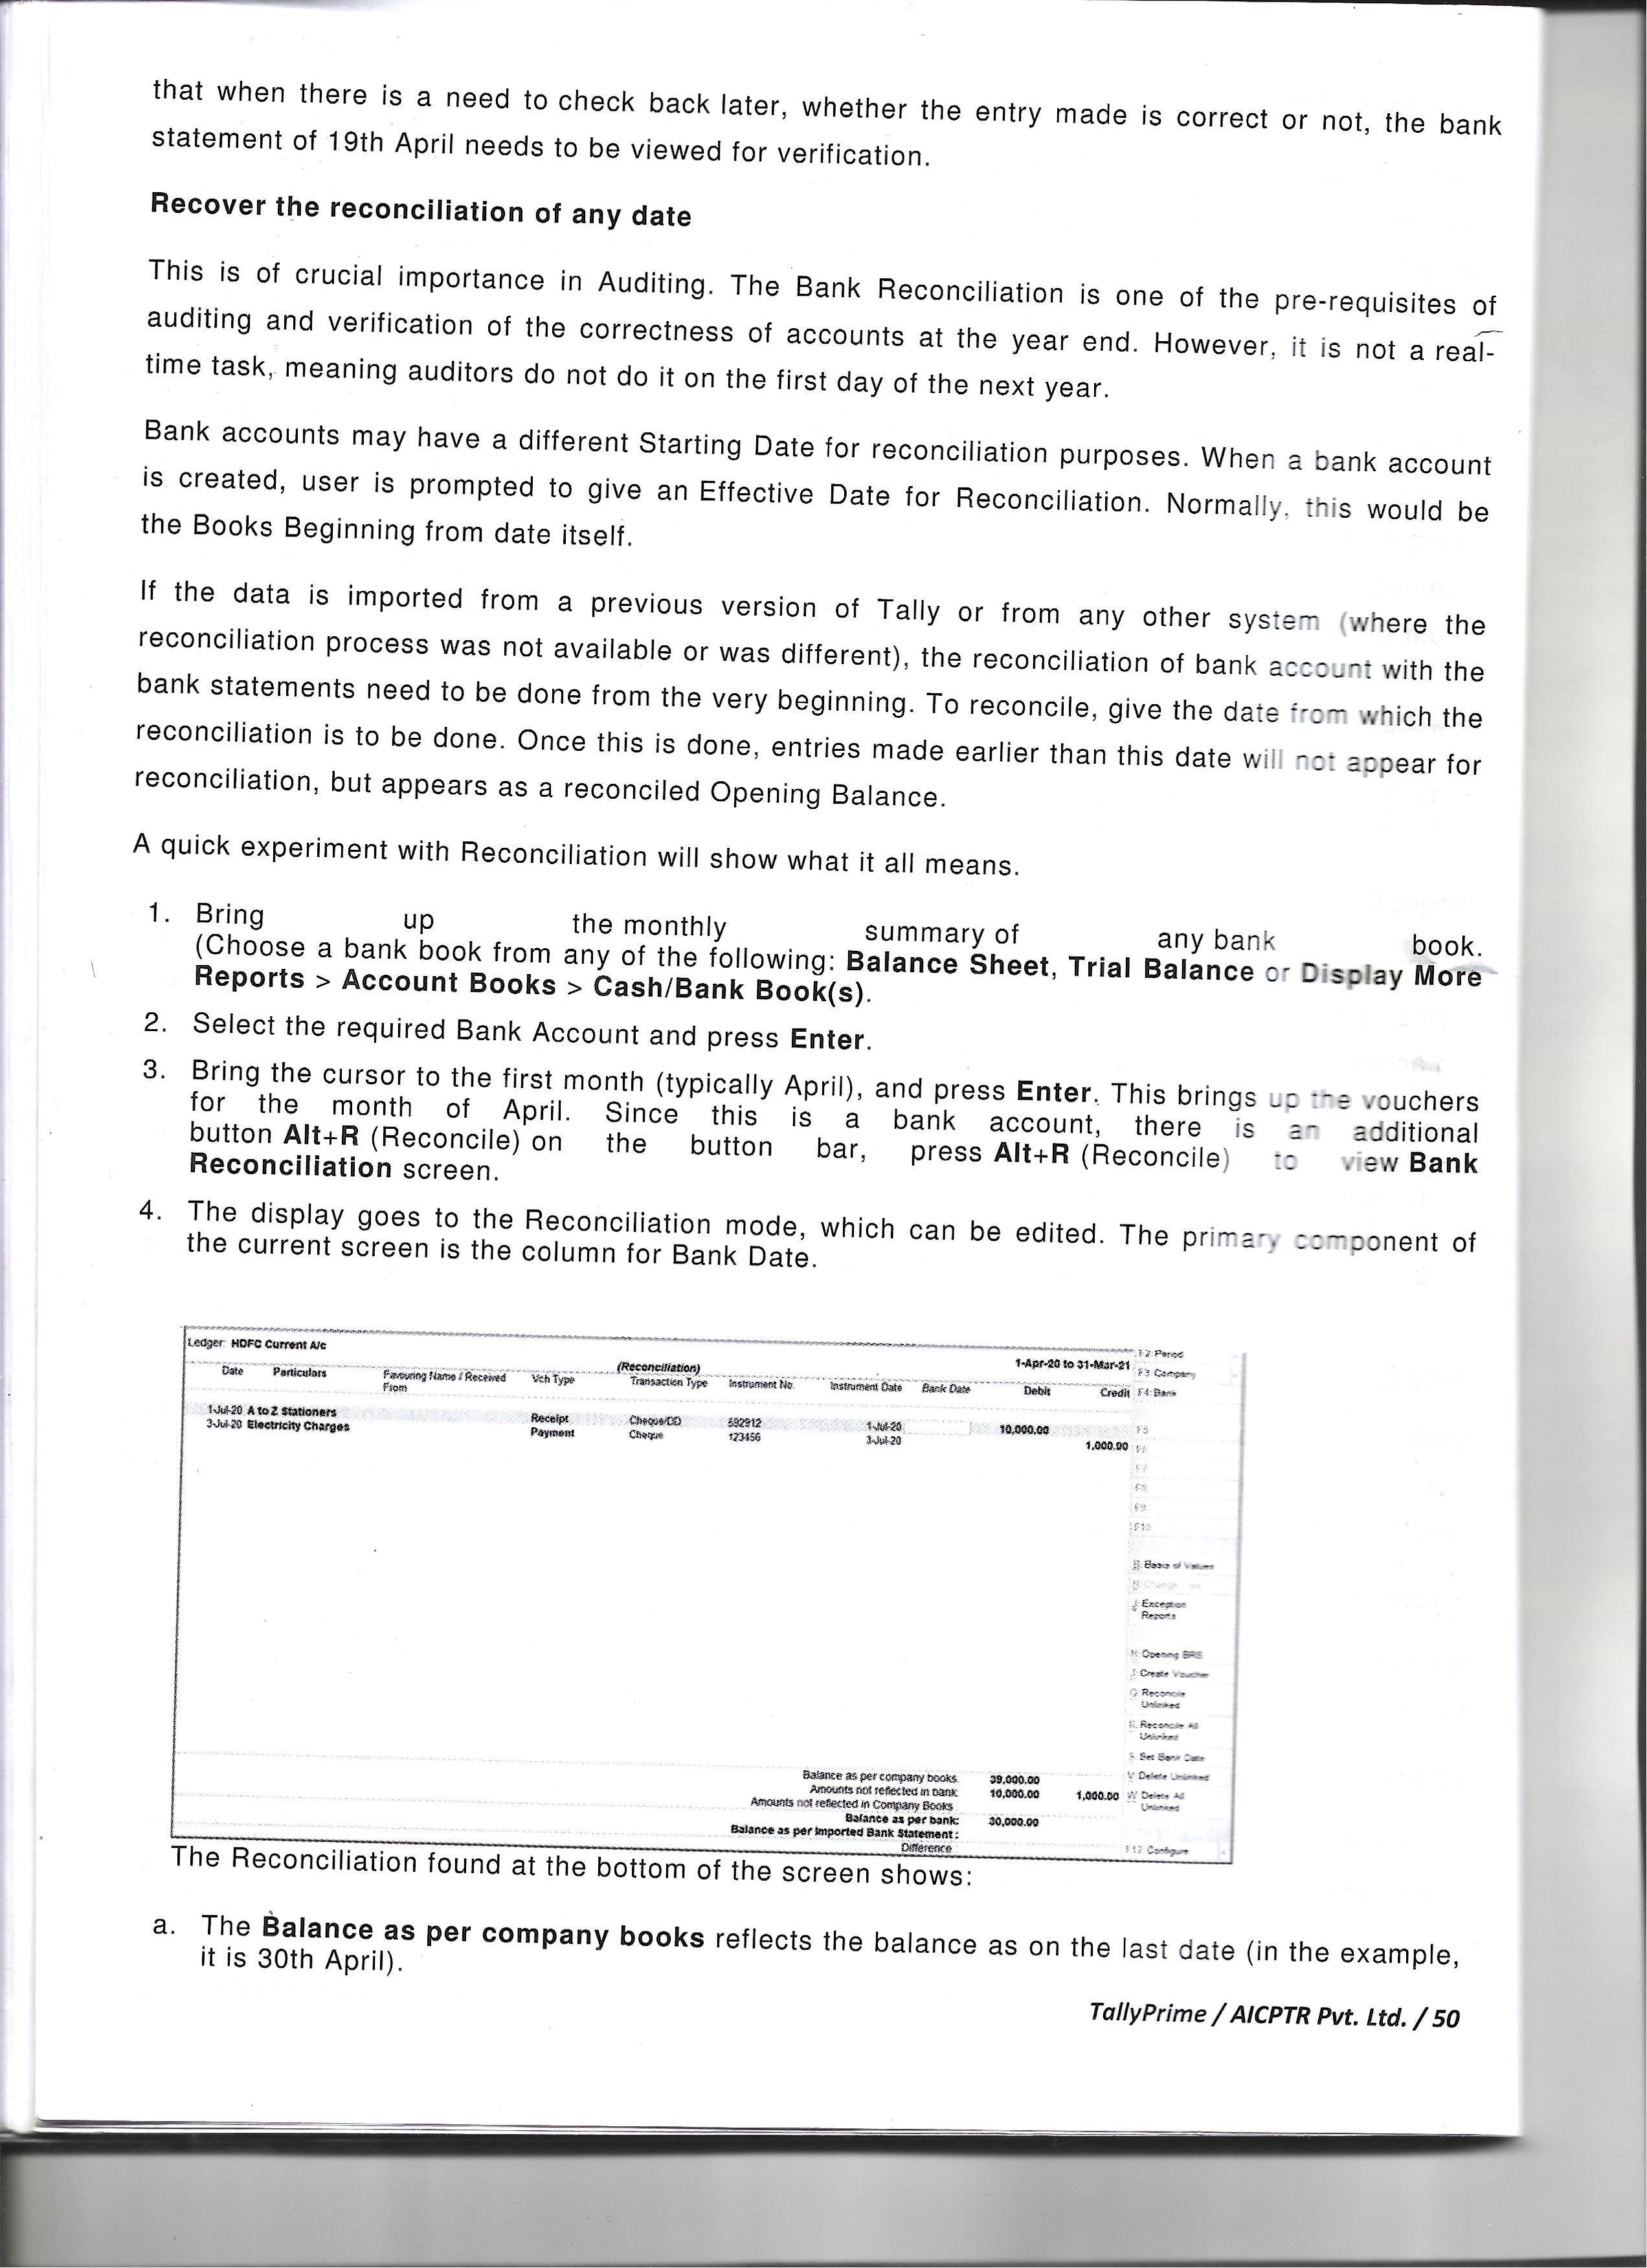 that when there is a need to check back later, whether the entry made is correct or not, the bank
statement of 19th April needs to be viewed for verification.
Recover the reconciliation of any date
This is of crucial importance in Auditing. The Bank Reconciliation is one of the pre-requisites of
auditing and verification of the correctness of accounts at the year end. However, it is not a real-
time task, meaning auditors do not do it on the first day of the next year.
Bank accounts may have a different Starting Date for reconciliation purposes. When a bank account
is created, user is prompted to give an Effective Date for Reconciliation. Normally, this would be
the Books Beginning from date itself.
If the data is imported from a previous version of Tally or from any other system (where the
reconciliation process was not available or was different), the reconciliation of bank account with the
bank statements need to be done from the very beginning. To reconcile, give the date from which the
reconciliation is to be done. Once this is done, entries made earlier than this date will not appear for
reconciliation, but appears as a reconciled Opening Balance.
A quick experiment with Reconciliation will show what it all means.
1. Bring up the monthly summary of any bank book.
(Choose a bank book from any of the following: Balance Sheet, Trial Balance or Display More
Reports > Account Books > Cash/Bank Book(s).
2. Select the required Bank Account and press Enter.
3. Bring the cursor to the first month (typically April), and press Enter. This brings up the vouchers
for the month of April. Since this is a bank account, there is an additional
button Alt+R (Reconcile) on the button bar, press Alt+R (Reconcile) to view Bank
Reconciliation screen.
4. The display goes to the Reconciliation mode, which can be edited. The primary component of
the current screen is the column for Bank Date.
Ledger: HDFC Current A/c
(Reconciliation) 1-Apr-20 to 31-Mar-21
Date Particulars Favouring Name / Received Vch Type Transaction Type Instrument No. Instrument Date Bank Date Debit Credit
From
1-Jul-20 A to Z Stationers Receipt Cheque/DD 592912 1-Jul-20 10,000.00
3-Jul-20 Electricity Charges Payment Cheque 123456 3-Jul-20 1,000.00
F2: Period
F3: Company
F4: Bank
F5
F6
F7
F8
F9
F10
B: Basis of Values
H: Change View
J: Exception
Reports
H: Opening BRS
J: Create Voucher
O: Reconcile
Unlinked
R: Reconcile All
Unlinked
S: Set Bank Date
V: Delete Unlinked
W: Delete All
Unlinked
F12: Configure
Balance as per company books: 39,000.00
Amounts not reflected in bank: 10,000.00 1,000.00
Amounts not reflected in Company Books
Balance as per bank: 30,000.00
Balance as per Imported Bank Statement :
Difference
The Reconciliation found at the bottom of the screen shows:
a. The Balance as per company books reflects the balance as on the last date (in the example,
it is 30th April).
TallyPrime / AICPTR Pvt. Ltd. / 50